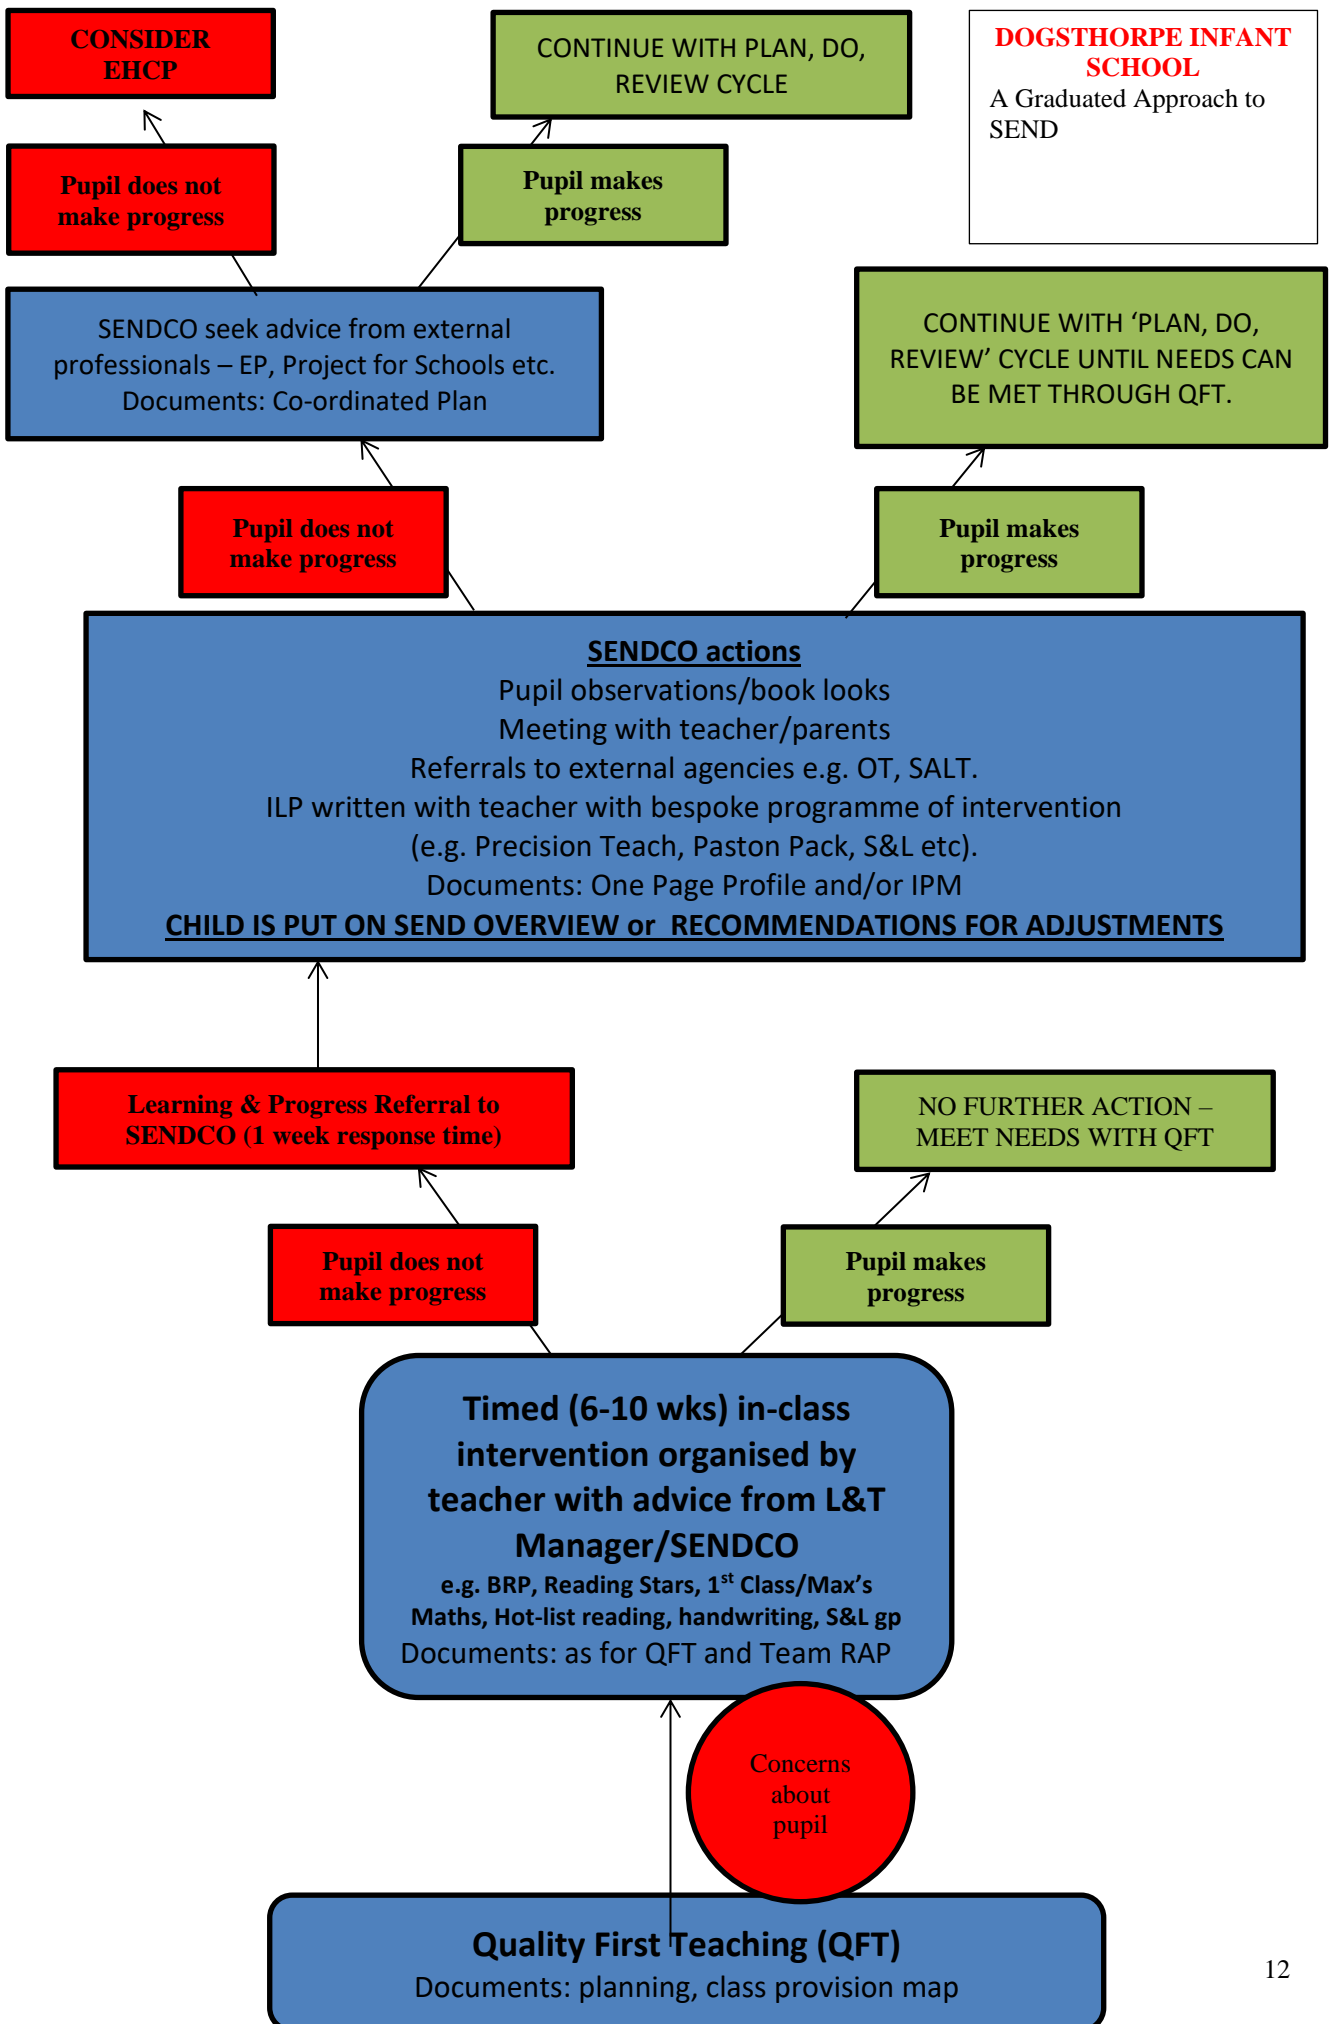 CONSIDER
EHCP
CONTINUE WITH PLAN, DO,
REVIEW CYCLE
DOGSTHORPE INFANT
SCHOOL
A Graduated Approach to
SEND
Pupil does not
make progress
Pupil makes
progress
SENDCO seek advice from external
professionals – EP, Project for Schools etc.
Documents: Co-ordinated Plan
CONTINUE WITH ‘PLAN, DO,
REVIEW’ CYCLE UNTIL NEEDS CAN
BE MET THROUGH QFT.
Pupil does not
make progress
Pupil makes
progress
SENDCO actions
Pupil observations/book looks
Meeting with teacher/parents
Referrals to external agencies e.g. OT, SALT.
ILP written with teacher with bespoke programme of intervention
(e.g. Precision Teach, Paston Pack, S&L etc).
Documents: One Page Profile and/or IPM
CHILD IS PUT ON SEND OVERVIEW or RECOMMENDATIONS FOR ADJUSTMENTS
Learning & Progress Referral to
SENDCO (1 week response time)
NO FURTHER ACTION –
MEET NEEDS WITH QFT
Pupil does not
make progress
Pupil makes
progress
Timed (6-10 wks) in-class
intervention organised by
teacher with advice from L&T
Manager/SENDCO
e.g. BRP, Reading Stars, 1st Class/Max’s
Maths, Hot-list reading, handwriting, S&L gp
Documents: as for QFT and Team RAP
Concerns
about
pupil
Quality First Teaching (QFT)
Documents: planning, class provision map
12